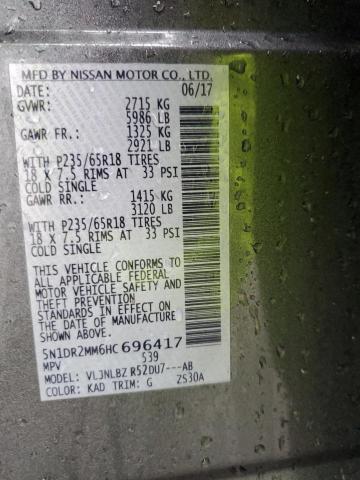 MFD BY NISSAN MOTOR CO., LTD.
DATE: 06/17
GVWR: 2715 KG
5986 LB
GAWR FR.: 1325 KG
2921 LB
WITH P235/65R18 TIRES
18 X 7.5 RIMS AT 33 PSI
COLD SINGLE
GAWR RR.: 1415 KG
3120 LB
WITH P235/65R18 TIRES
18 X 7.5 RIMS AT 33 PSI
COLD SINGLE
THIS VEHICLE CONFORMS TO
ALL APPLICABLE FEDERAL
MOTOR VEHICLE SAFETY
AND THEFT PREVENTION
STANDARDS IN EFFECT ON
THE DATE OF MANUFACTURE
SHOWN ABOVE.
5N1DR2MM6HC696417
MPV 539
MODEL: VLJNLBZ R52DU7---AB
COLOR: KAD TRIM: G ZS30A